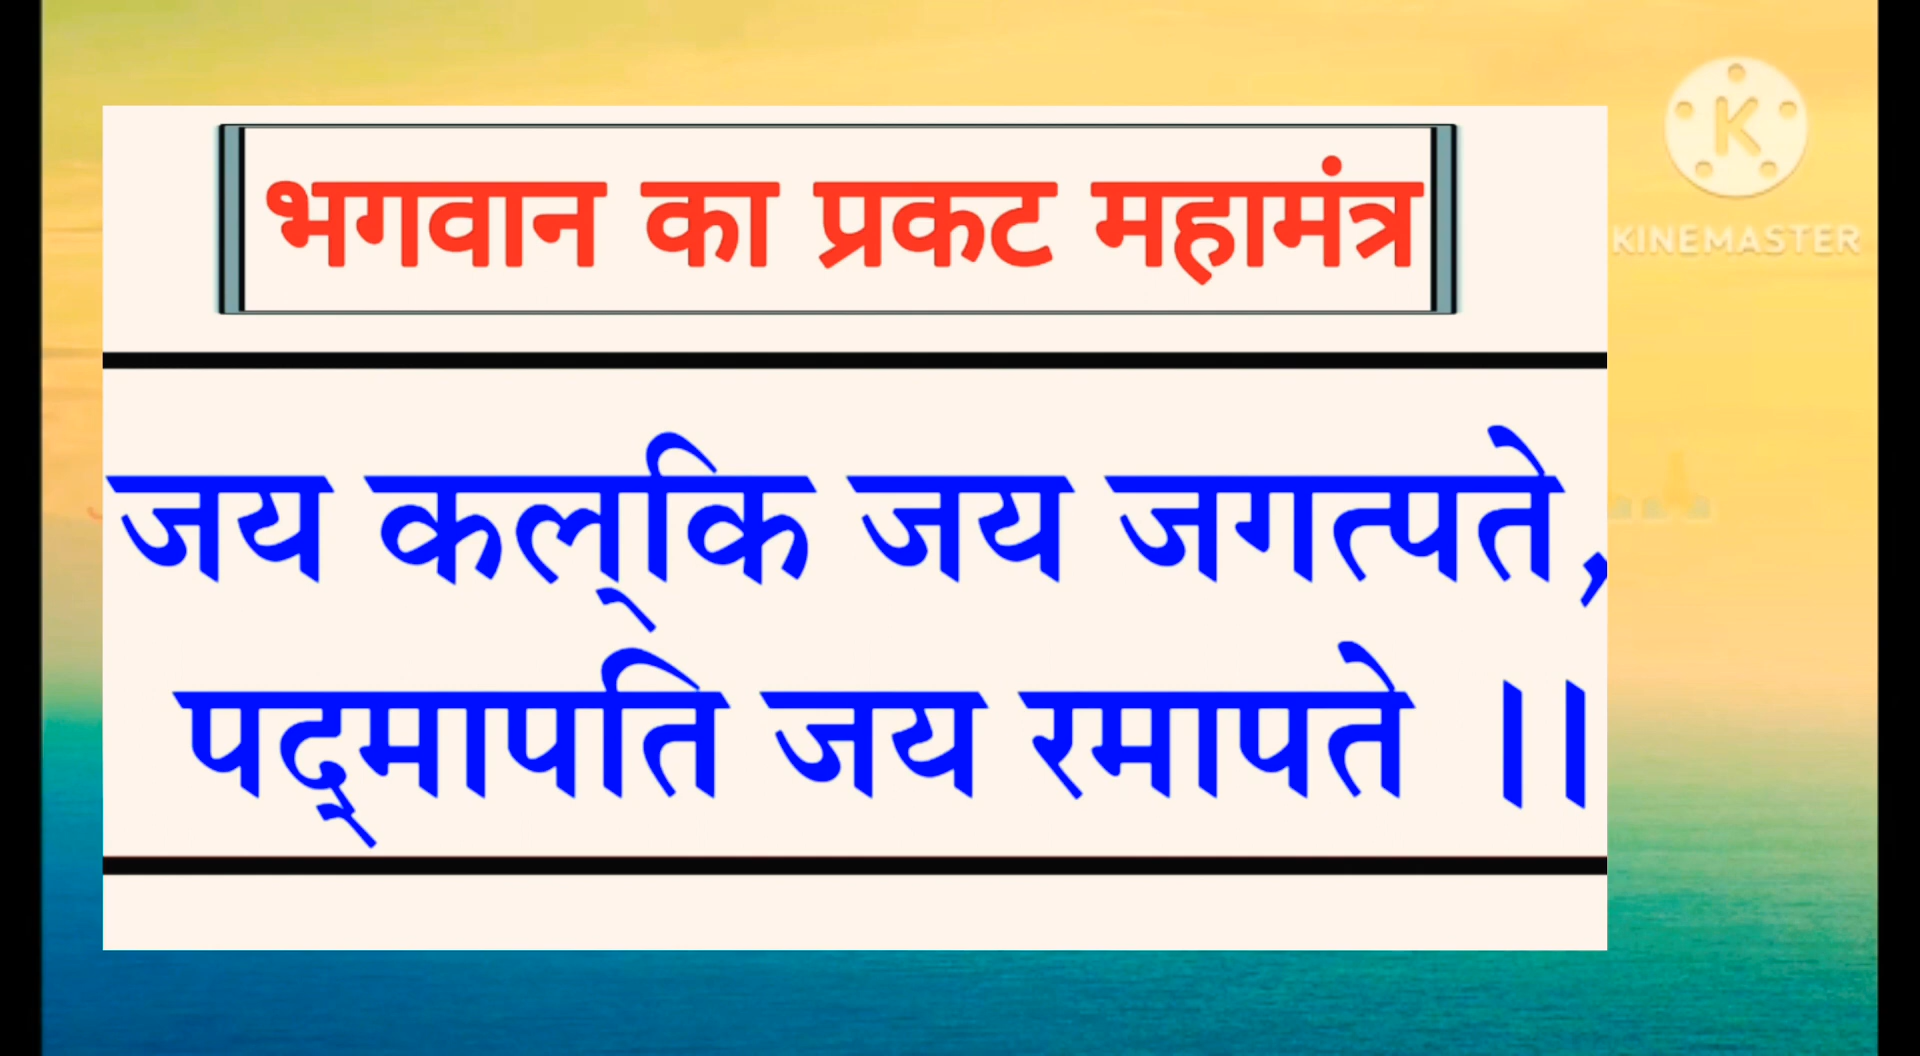 भगवान का प्रकट महामंत्र
KINEMASTER
जय कल्‌कि जय जगत्पते,
पद्‌मापति जय रमापते ।।